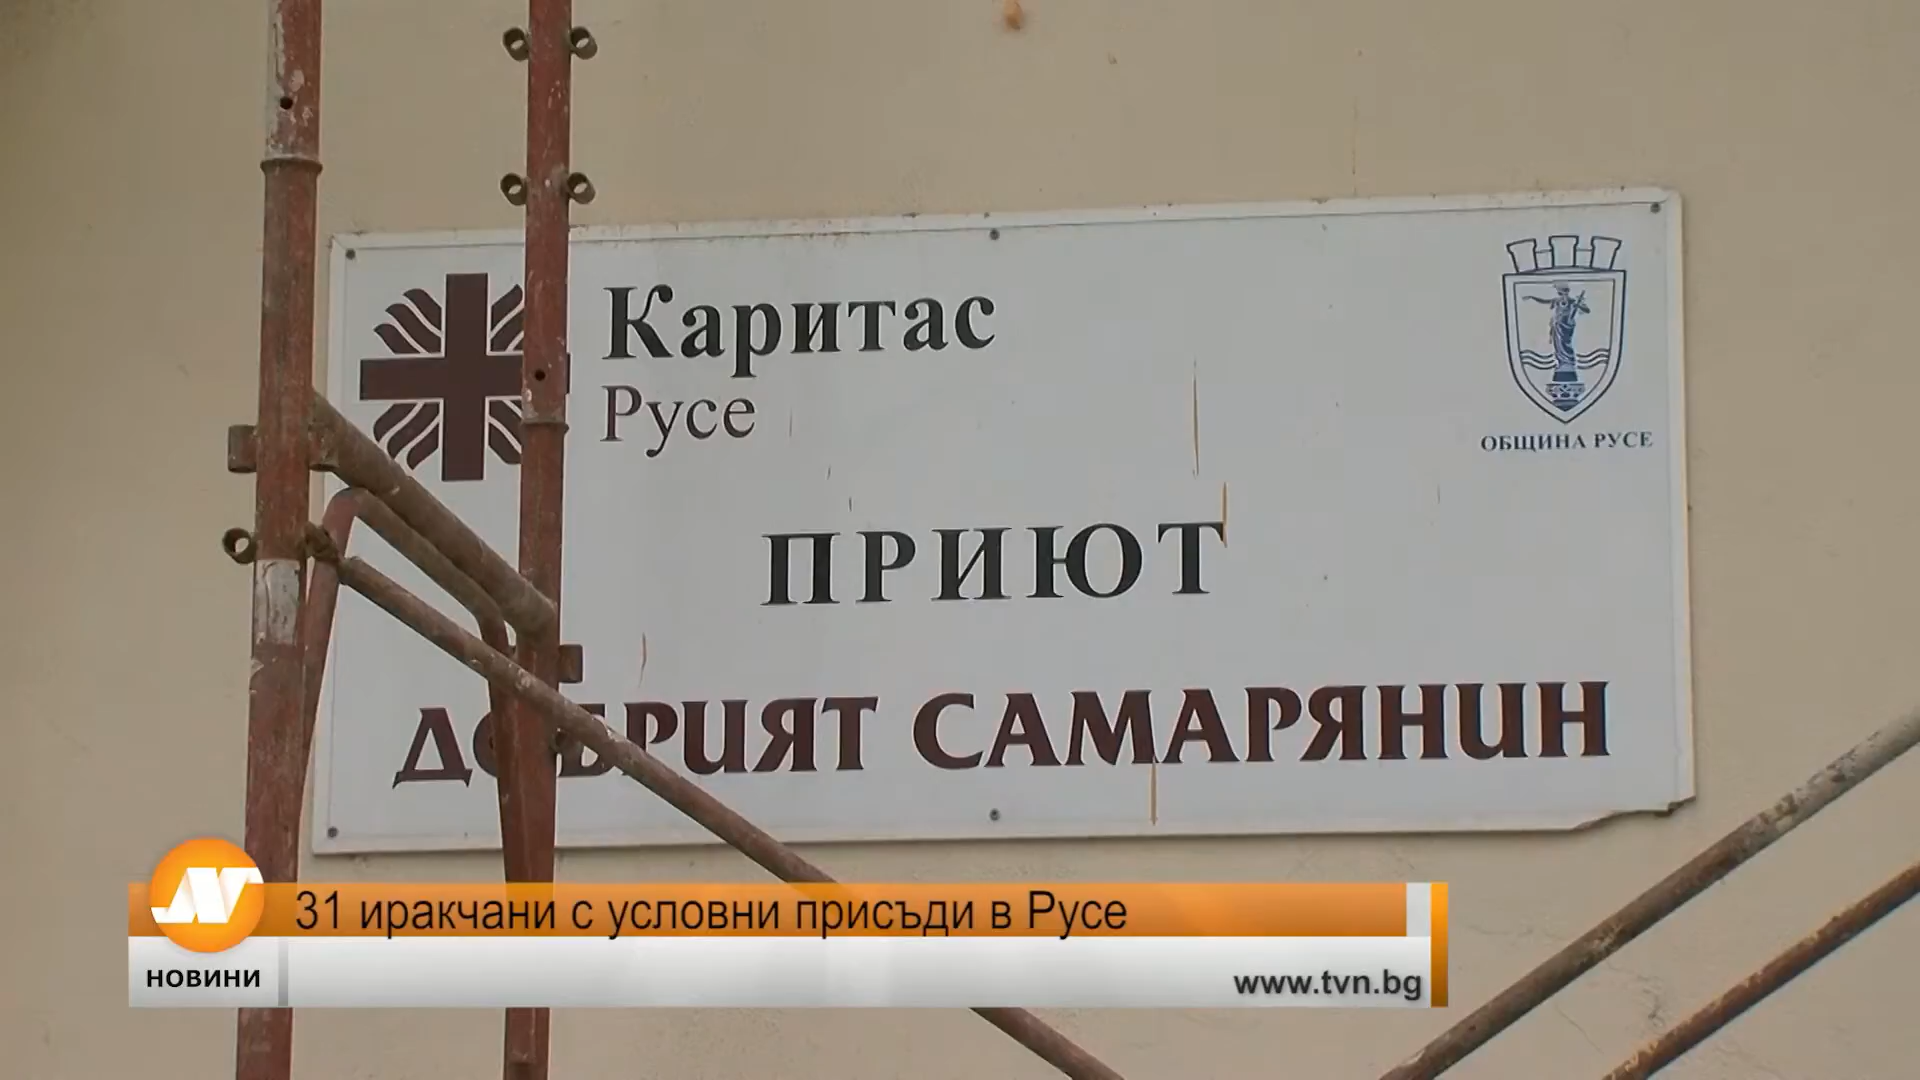 Каритас
Русе
ОБЩИНА РУСЕ
ПРИЮТ
ДОБРИЯТ САМАРЯНИН
31 иракчани с условни присъди в Русе
НОВИНИ
www.tvn.bg